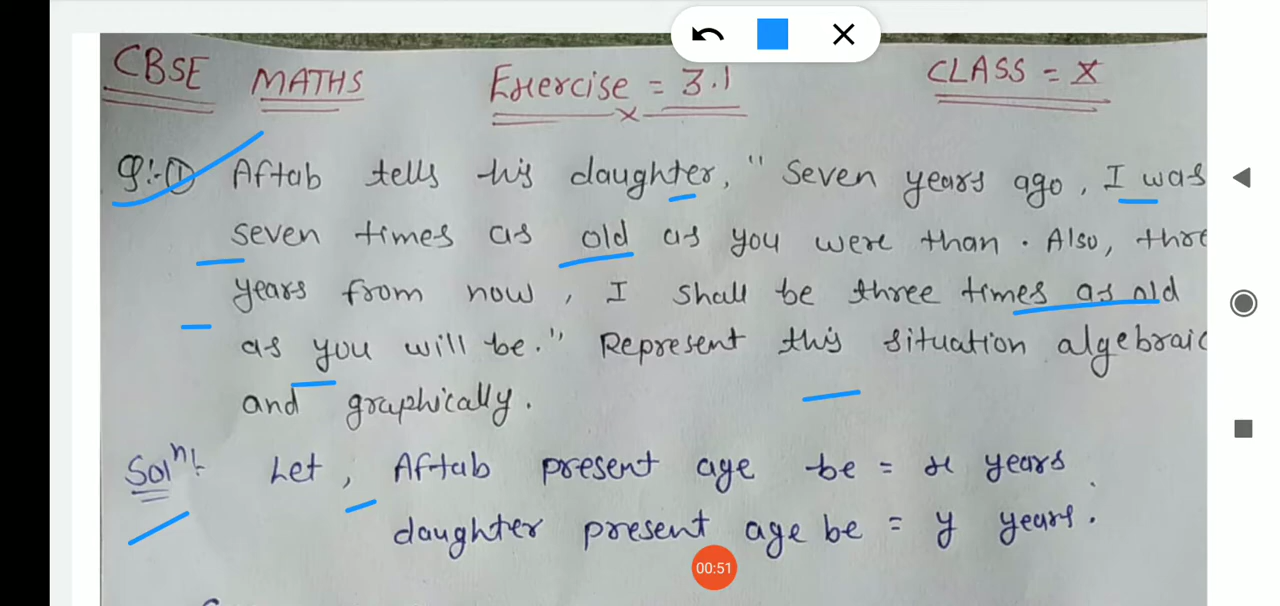 CBSE MATHS Exercise = 3.1 CLASS = X
Q:-① Aftab tells his daughter, "Seven years ago, I was
seven times as old as you were than. Also, thre
years from now, I shall be three times as old
as you will be." Represent this situation algebraic
and graphically.
Solⁿ:- Let, Aftab present age be = x years
daughter present age be = y years.
00:51